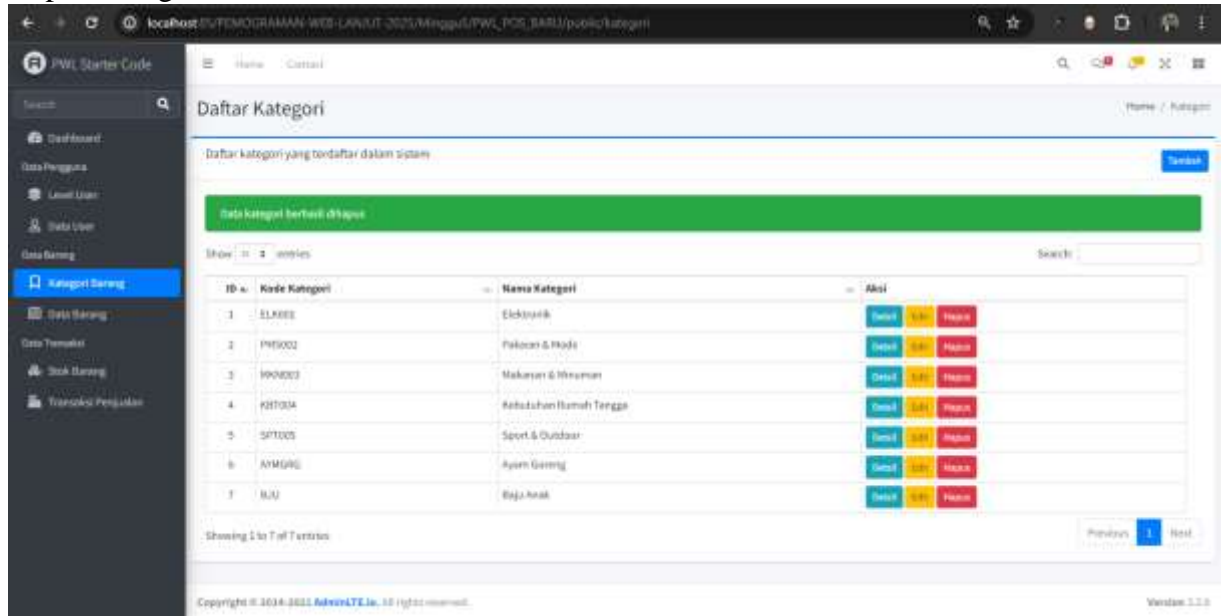 localhost
PWL Starter Code
Home Contact
Search
Daftar Kategori
Home / Kategori
Dashboard
Daftar kategori yang terdaftar dalam sistem
Tambah
Data Pengguna
Level User
Data User
Data kategori berhasil dihapus
Data Barang
Show entries
Search:
Kategori Barang
ID Kode Kategori Nama Kategori Aksi
Data Barang
1 Elektronik Detail Edit Hapus
Data Transaksi
2 Pakaian & Mode Detail Edit Hapus
Stok Barang
3 Makanan & Minuman Detail Edit Hapus
Transaksi Penjualan
4 Kebutuhan Rumah Tangga Detail Edit Hapus
5 Sport & Outdoor Detail Edit Hapus
6 AYMGRG Ayam Goreng Detail Edit Hapus
7 BJU Baju Anak Detail Edit Hapus
Showing 1 to 7 of 7 entries
Previous 1 Next
Copyright © 2014-2021 AdminLTE.io. All rights reserved.
Version